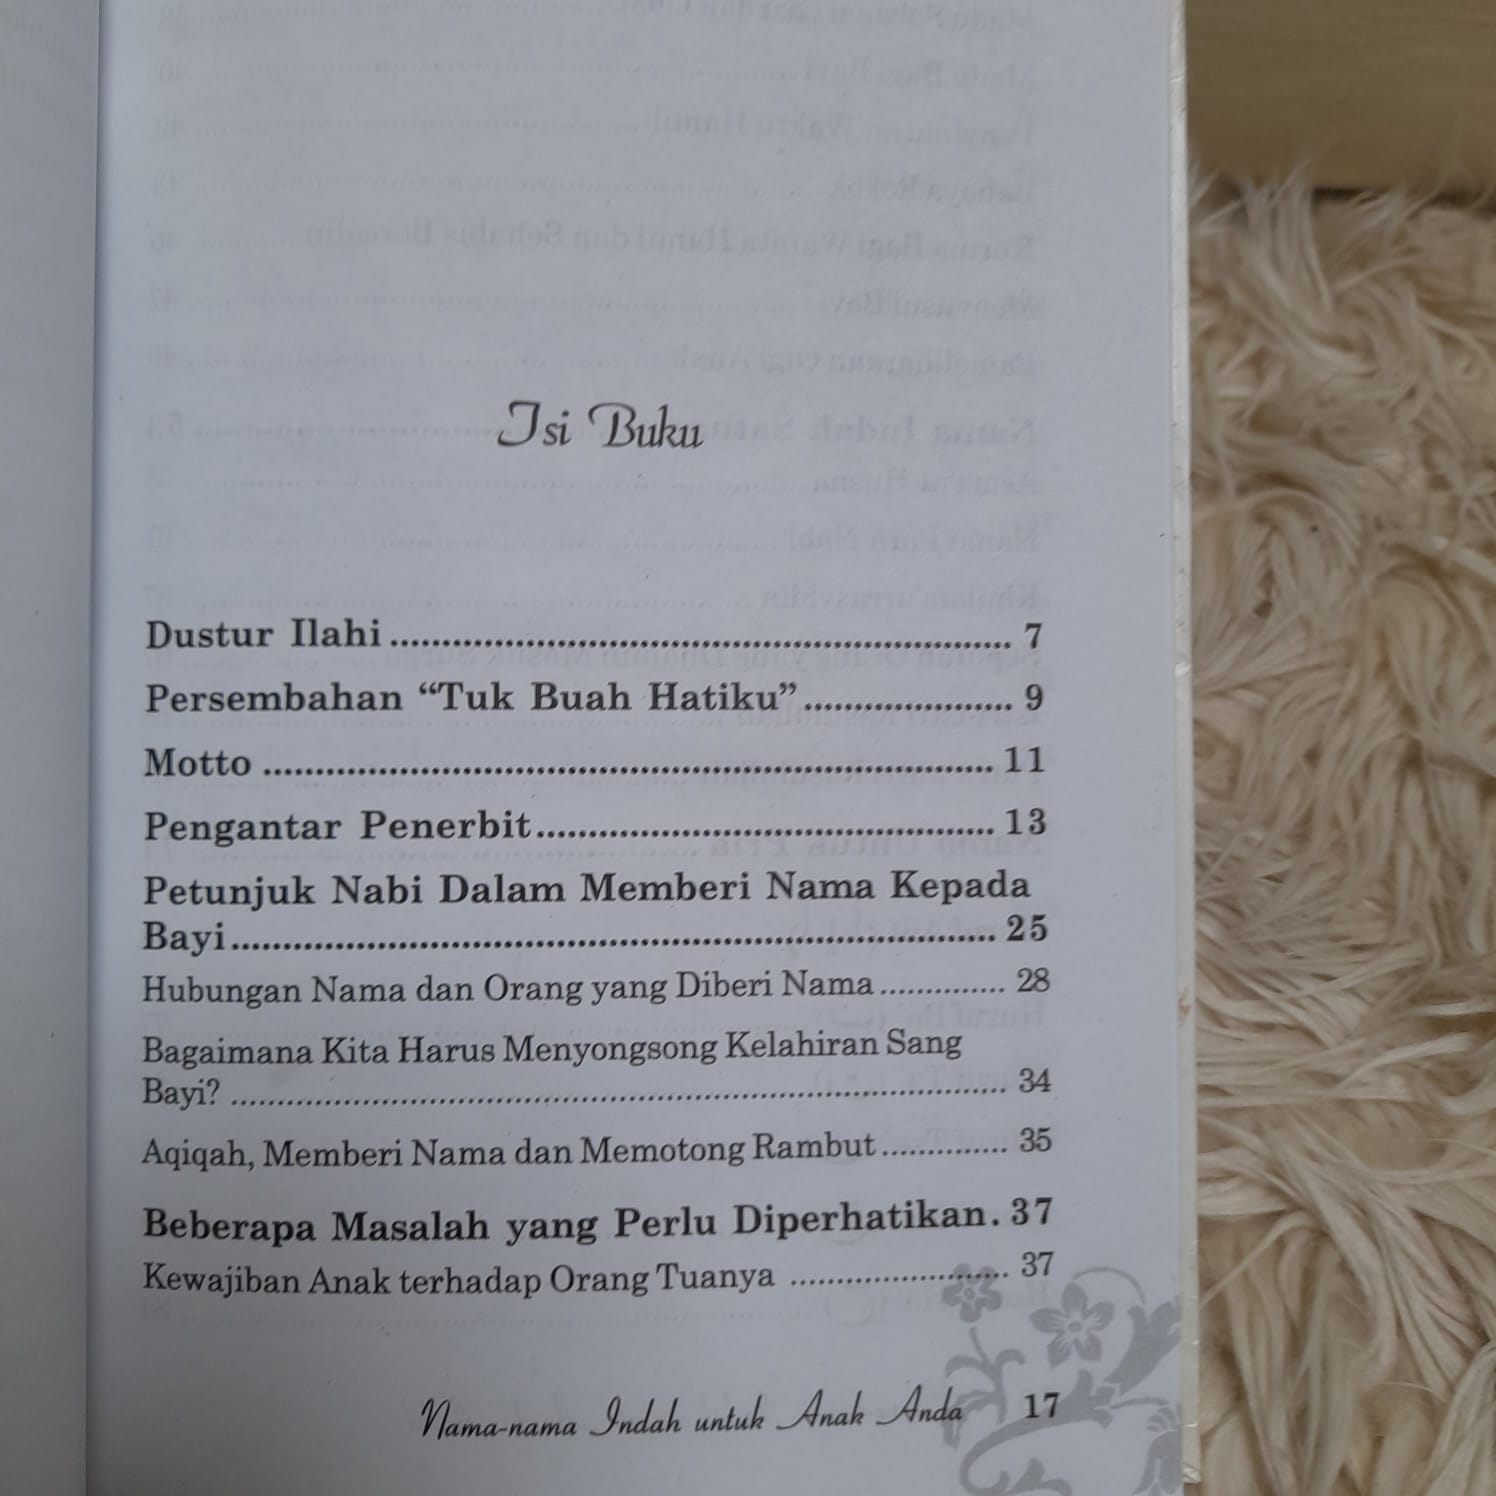 Isi Buku
Dustur Ilahi ........................................................... 7
Persembahan “Tuk Buah Hatiku” ..................... 9
Motto ....................................................................... 11
Pengantar Penerbit ............................................. 13
Petunjuk Nabi Dalam Memberi Nama Kepada
Bayi .......................................................................... 25
Hubungan Nama dan Orang yang Diberi Nama .............. 28
Bagaimana Kita Harus Menyongsong Kelahiran Sang
Bayi? .................................................................................. 34
Aqiqah, Memberi Nama dan Memotong Rambut .............. 35
Beberapa Masalah yang Perlu Diperhatikan. 37
Kewajiban Anak terhadap Orang Tuanya ........................ 37
Nama-nama Indah untuk Anak Anda 17